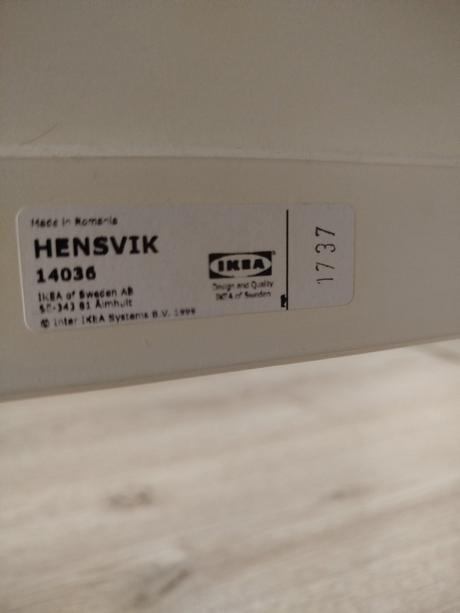 Made in Romania
HENSVIK
14036
IKEA of Sweden AB
SE-343 81 Älmhult
© Inter IKEA Systems B.V. 1999
IKEA
Design and Quality
IKEA of Sweden
1737